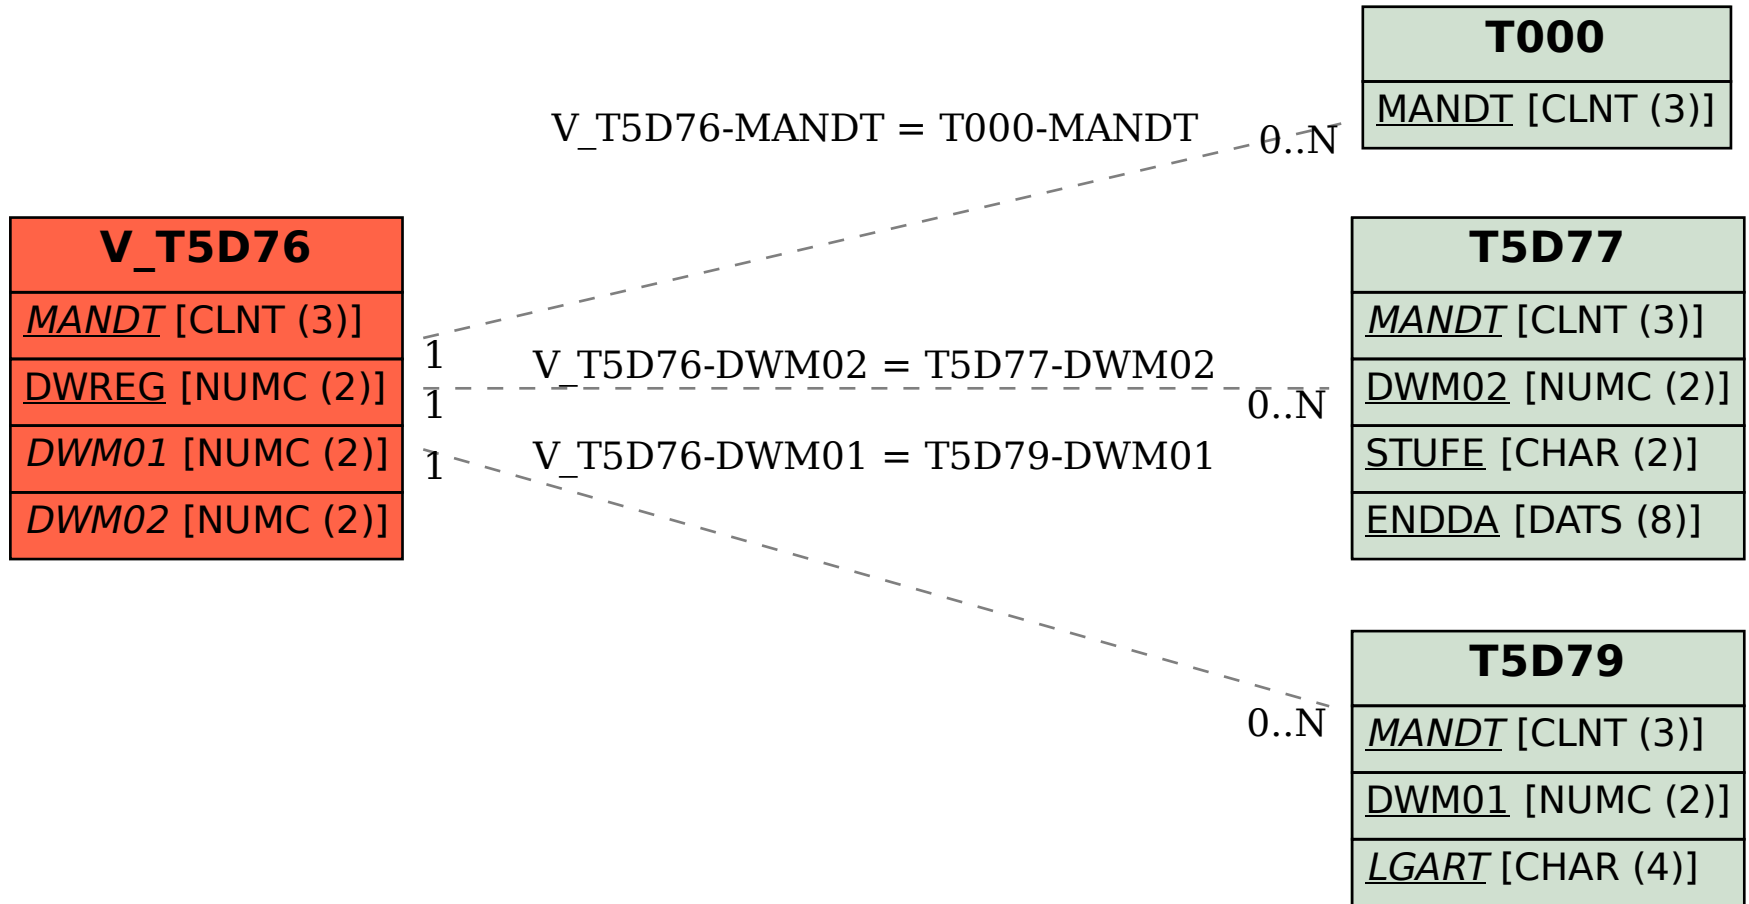 T000
MANDT [CLNT (3)]
V_T5D76-MANDT = T000-MANDT
0..N
V_T5D76
MANDT [CLNT (3)]
DWREG [NUMC (2)]
DWM01 [NUMC (2)]
DWM02 [NUMC (2)]
1
V_T5D76-DWM02 = T5D77-DWM02
1
0..N
V_T5D76-DWM01 = T5D79-DWM01
1
0..N
T5D77
MANDT [CLNT (3)]
DWM02 [NUMC (2)]
STUFE [CHAR (2)]
ENDDA [DATS (8)]
T5D79
MANDT [CLNT (3)]
DWM01 [NUMC (2)]
LGART [CHAR (4)]